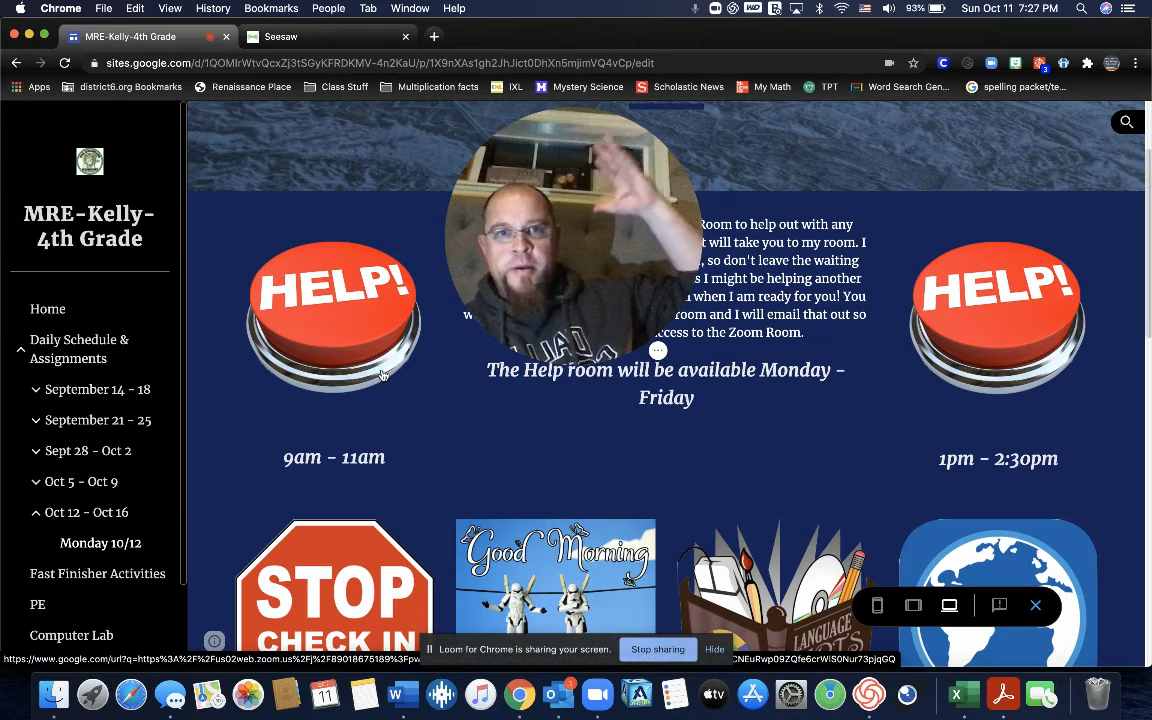 Chrome File Edit View History Bookmarks People Tab Window Help
93% Sun Oct 11 7:27 PM
MRE-Kelly-4th Grade
Seesaw
sites.google.com/d/1QOMIrWtvQcxZj3tSGyKFRDKMV-4n2KaU/p/1X9nXAs1gh2JhJict0DhXn5mjimVQ4vCp/edit
Apps district6.org Bookmarks Renaissance Place Class Stuff Multiplication facts IXL Mystery Science Scholastic News My Math TPT Word Search Gen... spelling packet/te...
MRE-Kelly-
4th Grade
Home
Daily Schedule &
Assignments
September 14 - 18
September 21 - 25
Sept 28 - Oct 2
Oct 5 - Oct 9
Oct 12 - Oct 16
Monday 10/12
Fast Finisher Activities
PE
Computer Lab
HELP!
9am - 11am
Room to help out with any
t will take you to my room. I
, so don't leave the waiting
s I might be helping another
when I am ready for you! You
room and I will email that out so
ccess to the Zoom Room.
The Help room will be available Monday -
Friday
HELP!
1pm - 2:30pm
STOP
CHECK IN
Good Morning
LANGUAGE
Loom for Chrome is sharing your screen. Stop sharing Hide
3
1
11